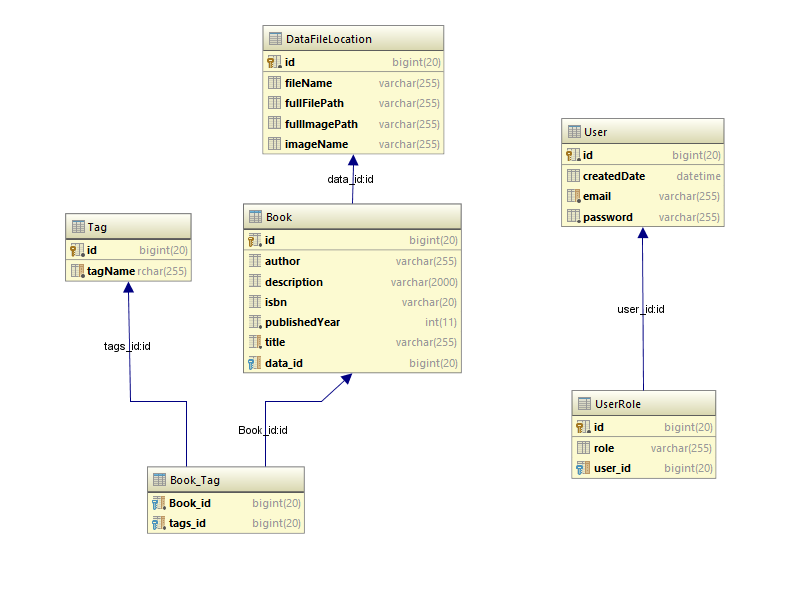 DataFileLocation
id bigint(20)
fileName varchar(255)
fullFilePath varchar(255)
fullImagePath varchar(255)
imageName varchar(255)
data_id:id
User
id bigint(20)
createdDate datetime
email varchar(255)
password varchar(255)
Book
id bigint(20)
author varchar(255)
description varchar(2000)
isbn varchar(20)
publishedYear int(11)
title varchar(255)
data_id bigint(20)
Tag
id bigint(20)
tagName rchar(255)
user_id:id
tags_id:id
UserRole
id bigint(20)
role varchar(255)
user_id bigint(20)
Book_id:id
Book_Tag
Book_id bigint(20)
tags_id bigint(20)